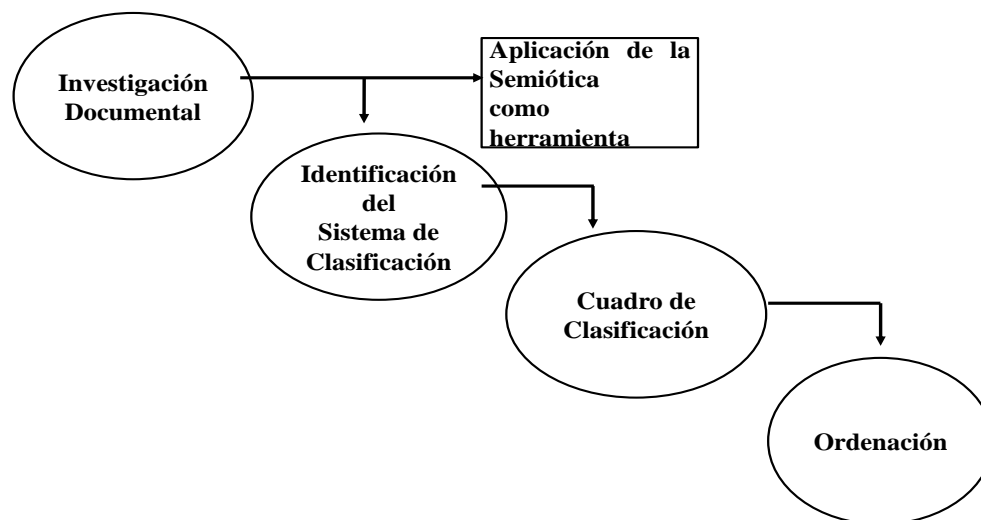 Investigación
Documental
Aplicación de la
Semiótica
como
herramienta
Identificación
del
Sistema de
Clasificación
Cuadro de
Clasificación
Ordenación